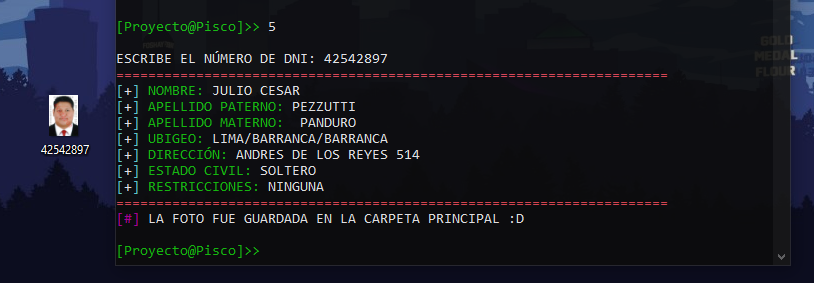 [Proyecto@Pisco]>> 5
ESCRIBE EL NÚMERO DE DNI: 42542897
======================================================================
[+] NOMBRE: JULIO CESAR
[+] APELLIDO PATERNO: PEZZUTTI
[+] APELLIDO MATERNO:  PANDURO
[+] UBIGEO: LIMA/BARRANCA/BARRANCA
[+] DIRECCIÓN: ANDRES DE LOS REYES 514
[+] ESTADO CIVIL: SOLTERO
[+] RESTRICCIONES: NINGUNA
======================================================================
[#] LA FOTO FUE GUARDADA EN LA CARPETA PRINCIPAL :D
[Proyecto@Pisco]>>
42542897
GOLD
MEDAL
FLOUR